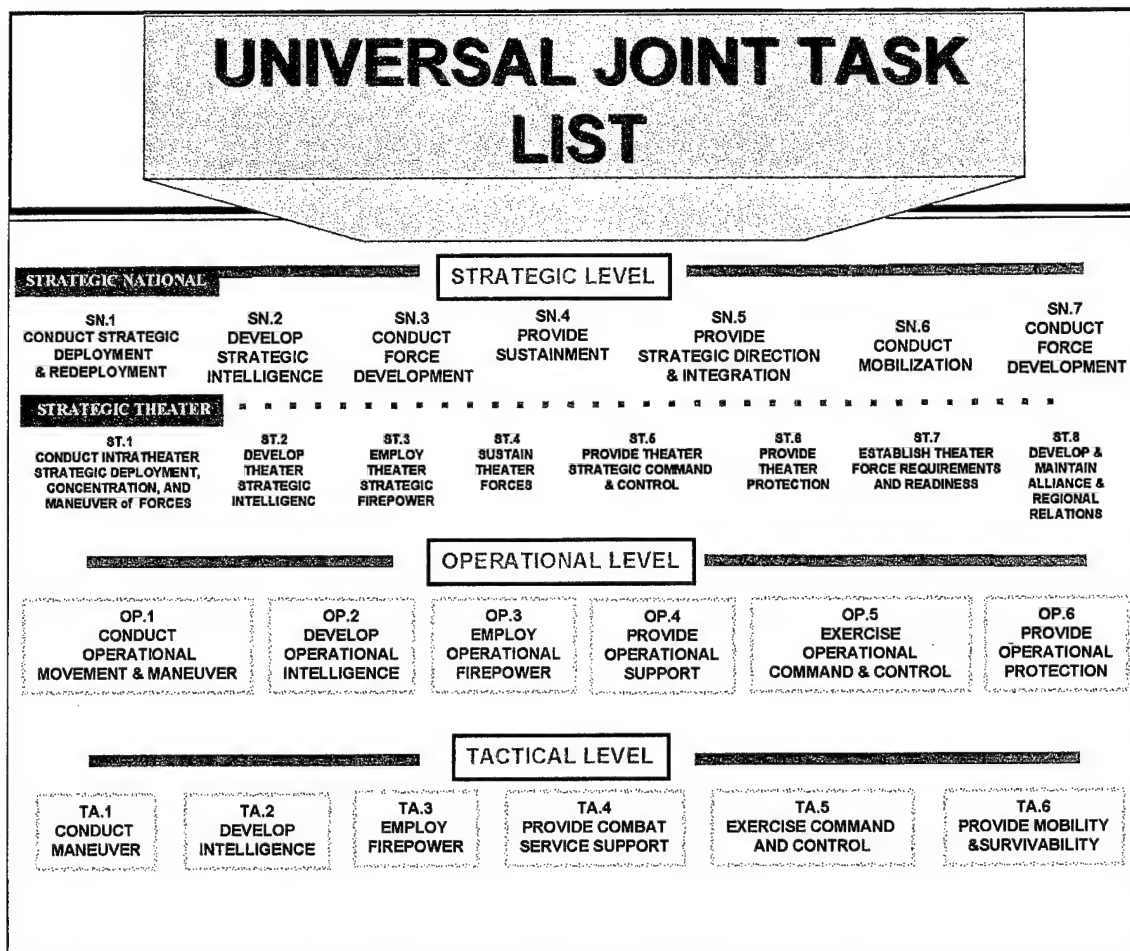 UNIVERSAL JOINT TASK
LIST
STRATEGIC NATIONAL
STRATEGIC LEVEL
SN.1
CONDUCT STRATEGIC
DEPLOYMENT
& REDEPLOYMENT
SN.2
DEVELOP
STRATEGIC
INTELLIGENCE
SN.3
CONDUCT
FORCE
DEVELOPMENT
SN.4
PROVIDE
SUSTAINMENT
SN.5
PROVIDE
STRATEGIC DIRECTION
& INTEGRATION
SN.6
CONDUCT
MOBILIZATION
SN.7
CONDUCT
FORCE
DEVELOPMENT
STRATEGIC THEATER
ST.1
CONDUCT INTRATHEATER
STRATEGIC DEPLOYMENT,
CONCENTRATION, AND
MANEUVER of FORCES
ST.2
DEVELOP
THEATER
STRATEGIC
INTELLIGENC
ST.3
EMPLOY
THEATER
STRATEGIC
FIREPOWER
ST.4
SUSTAIN
THEATER
FORCES
ST.5
PROVIDE THEATER
STRATEGIC COMMAND
& CONTROL
ST.6
PROVIDE
THEATER
PROTECTION
ST.7
ESTABLISH THEATER
FORCE REQUIREMENTS
AND READINESS
ST.8
DEVELOP &
MAINTAIN
ALLIANCE &
REGIONAL
RELATIONS
OPERATIONAL LEVEL
OP.1
CONDUCT
OPERATIONAL
MOVEMENT & MANEUVER
OP.2
DEVELOP
OPERATIONAL
INTELLIGENCE
OP.3
EMPLOY
OPERATIONAL
FIREPOWER
OP.4
PROVIDE
OPERATIONAL
SUPPORT
OP.5
EXERCISE
OPERATIONAL
COMMAND & CONTROL
OP.6
PROVIDE
OPERATIONAL
PROTECTION
TACTICAL LEVEL
TA.1
CONDUCT
MANEUVER
TA.2
DEVELOP
INTELLIGENCE
TA.3
EMPLOY
FIREPOWER
TA.4
PROVIDE COMBAT
SERVICE SUPPORT
TA.5
EXERCISE COMMAND
AND CONTROL
TA.6
PROVIDE MOBILITY
&SURVIVABILITY